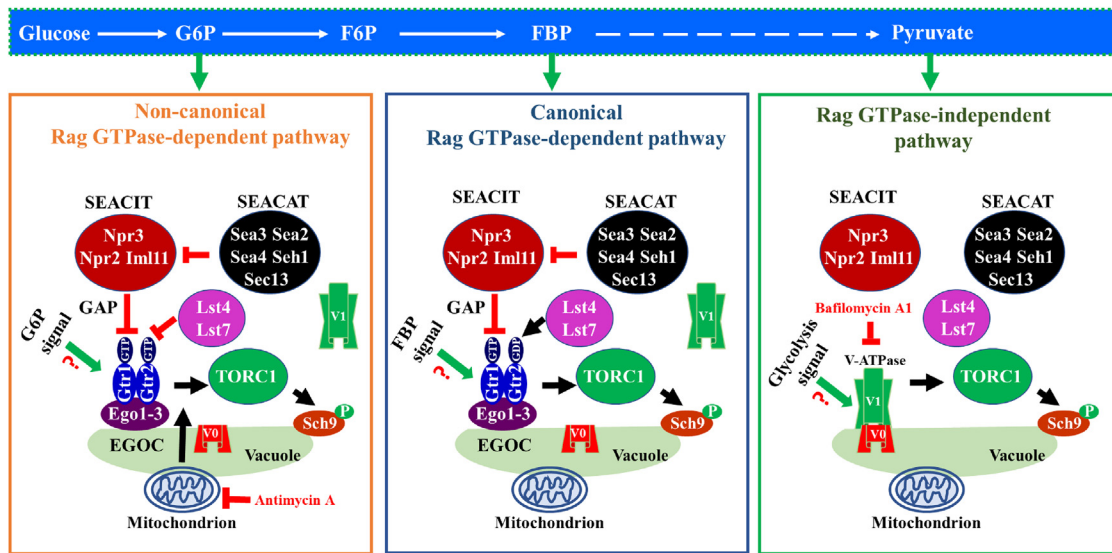 Glucose G6P F6P FBP Pyruvate
Non-canonical
Rag GTPase-dependent pathway
SEACIT
SEACAT
Npr3
Npr2 Iml11
Sea3 Sea2
Sea4 Seh1
Sec13
GAP
Lst4
Lst7
V1
G6P
signal
?
Gtr1
GTP
Gtr2
GTP
TORC1
Ego1-3
Sch9
P
EGOC
V0
Vacuole
Antimycin A
Mitochondrion
Canonical
Rag GTPase-dependent pathway
SEACIT
SEACAT
Npr3
Npr2 Iml11
Sea3 Sea2
Sea4 Seh1
Sec13
GAP
Lst4
Lst7
V1
FBP
signal
?
Gtr1
GTP
Gtr2
GDP
TORC1
Ego1-3
Sch9
P
EGOC
V0
Vacuole
Mitochondrion
Rag GTPase-independent
pathway
SEACIT
SEACAT
Npr3
Npr2 Iml11
Sea3 Sea2
Sea4 Seh1
Sec13
Bafilomycin A1
Lst4
Lst7
Glycolysis
signal
?
V-ATPase
V1
TORC1
V0
Sch9
P
Vacuole
Mitochondrion